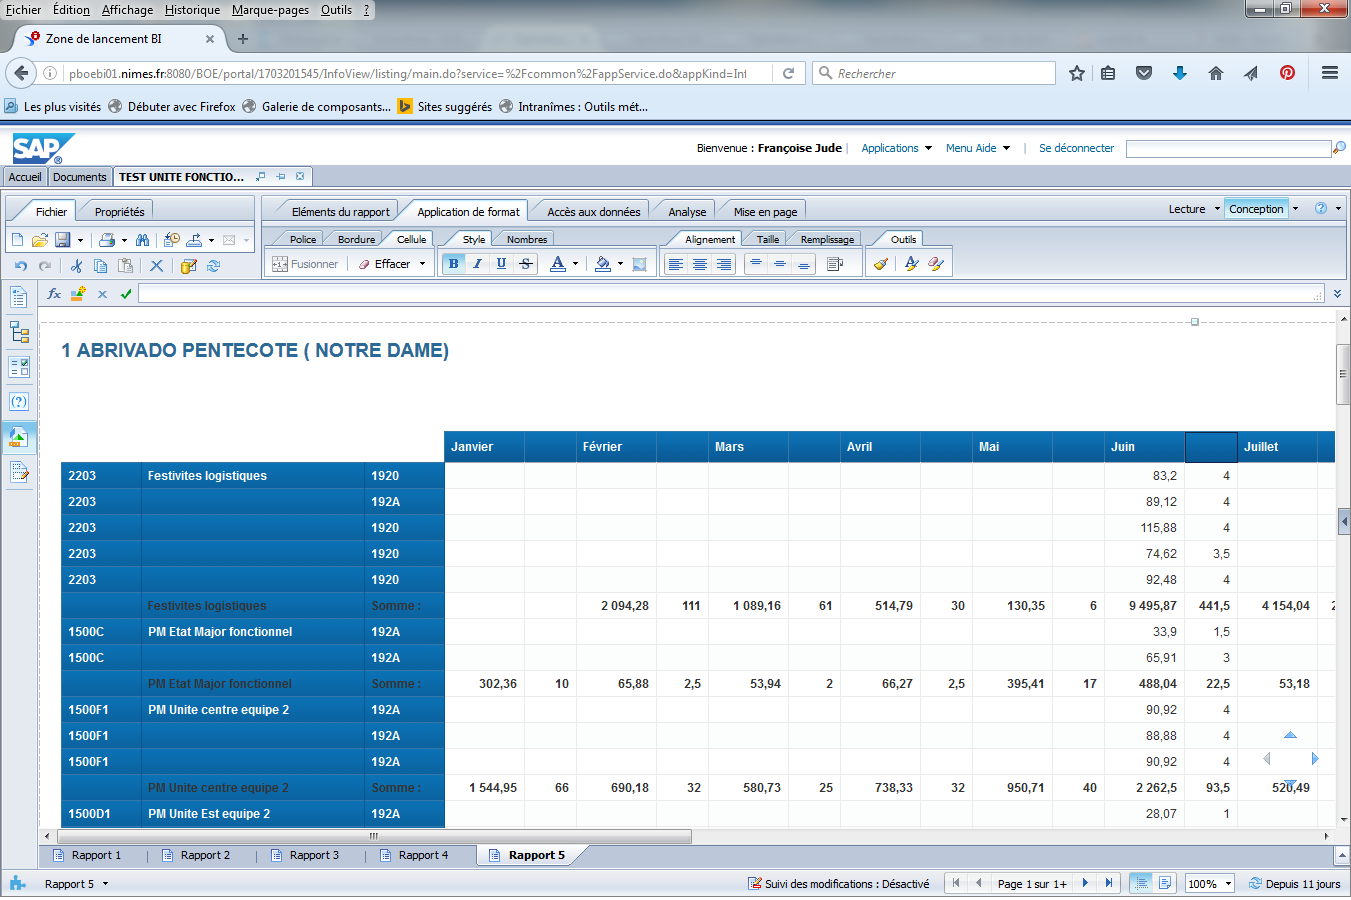 Fichier Édition Affichage Historique Marque-pages Outils ?
Zone de lancement BI
pboebi01.nimes.fr:8080/BOE/portal/1703201545/InfoView/listing/main.do?service=%2Fcommon%2FappService.do&appKind=Inf
Rechercher
Les plus visités Débuter avec Firefox Galerie de composants... Sites suggérés Intranîmes : Outils mét...
SAP Bienvenue : Françoise Jude | Applications Menu Aide | Se déconnecter
Accueil Documents TEST UNITE FONCTIO...
Fichier Propriétés Eléments du rapport Application de format Accès aux données Analyse Mise en page Lecture Conception
Police Bordure Cellule Style Nombres Alignement Taille Remplissage Outils
Fusionner Effacer B I U S A
fx
1 ABRIVADO PENTECOTE ( NOTRE DAME)
Janvier Février Mars Avril Mai Juin Juillet
2203 Festivites logistiques 1920 83,2 4
2203 192A 89,12 4
2203 1920 115,88 4
2203 1920 74,62 3,5
2203 1920 92,48 4
Festivites logistiques Somme : 2 094,28 111 1 089,16 61 514,79 30 130,35 6 9 495,87 441,5 4 154,04
1500C PM Etat Major fonctionnel 192A 33,9 1,5
1500C 192A 65,91 3
PM Etat Major fonctionnel Somme : 302,36 10 65,88 2,5 53,94 2 66,27 2,5 395,41 17 488,04 22,5 53,18
1500F1 PM Unite centre equipe 2 192A 90,92 4
1500F1 192A 88,88 4
1500F1 192A 90,92 4
PM Unite centre equipe 2 Somme : 1 544,95 66 690,18 32 580,73 25 738,33 32 950,71 40 2 262,5 93,5 520,49
1500D1 PM Unite Est equipe 2 192A 28,07 1
Rapport 1 Rapport 2 Rapport 3 Rapport 4 Rapport 5
Rapport 5 Suivi des modifications : Désactivé Page 1 sur 1+ 100% Depuis 11 jours